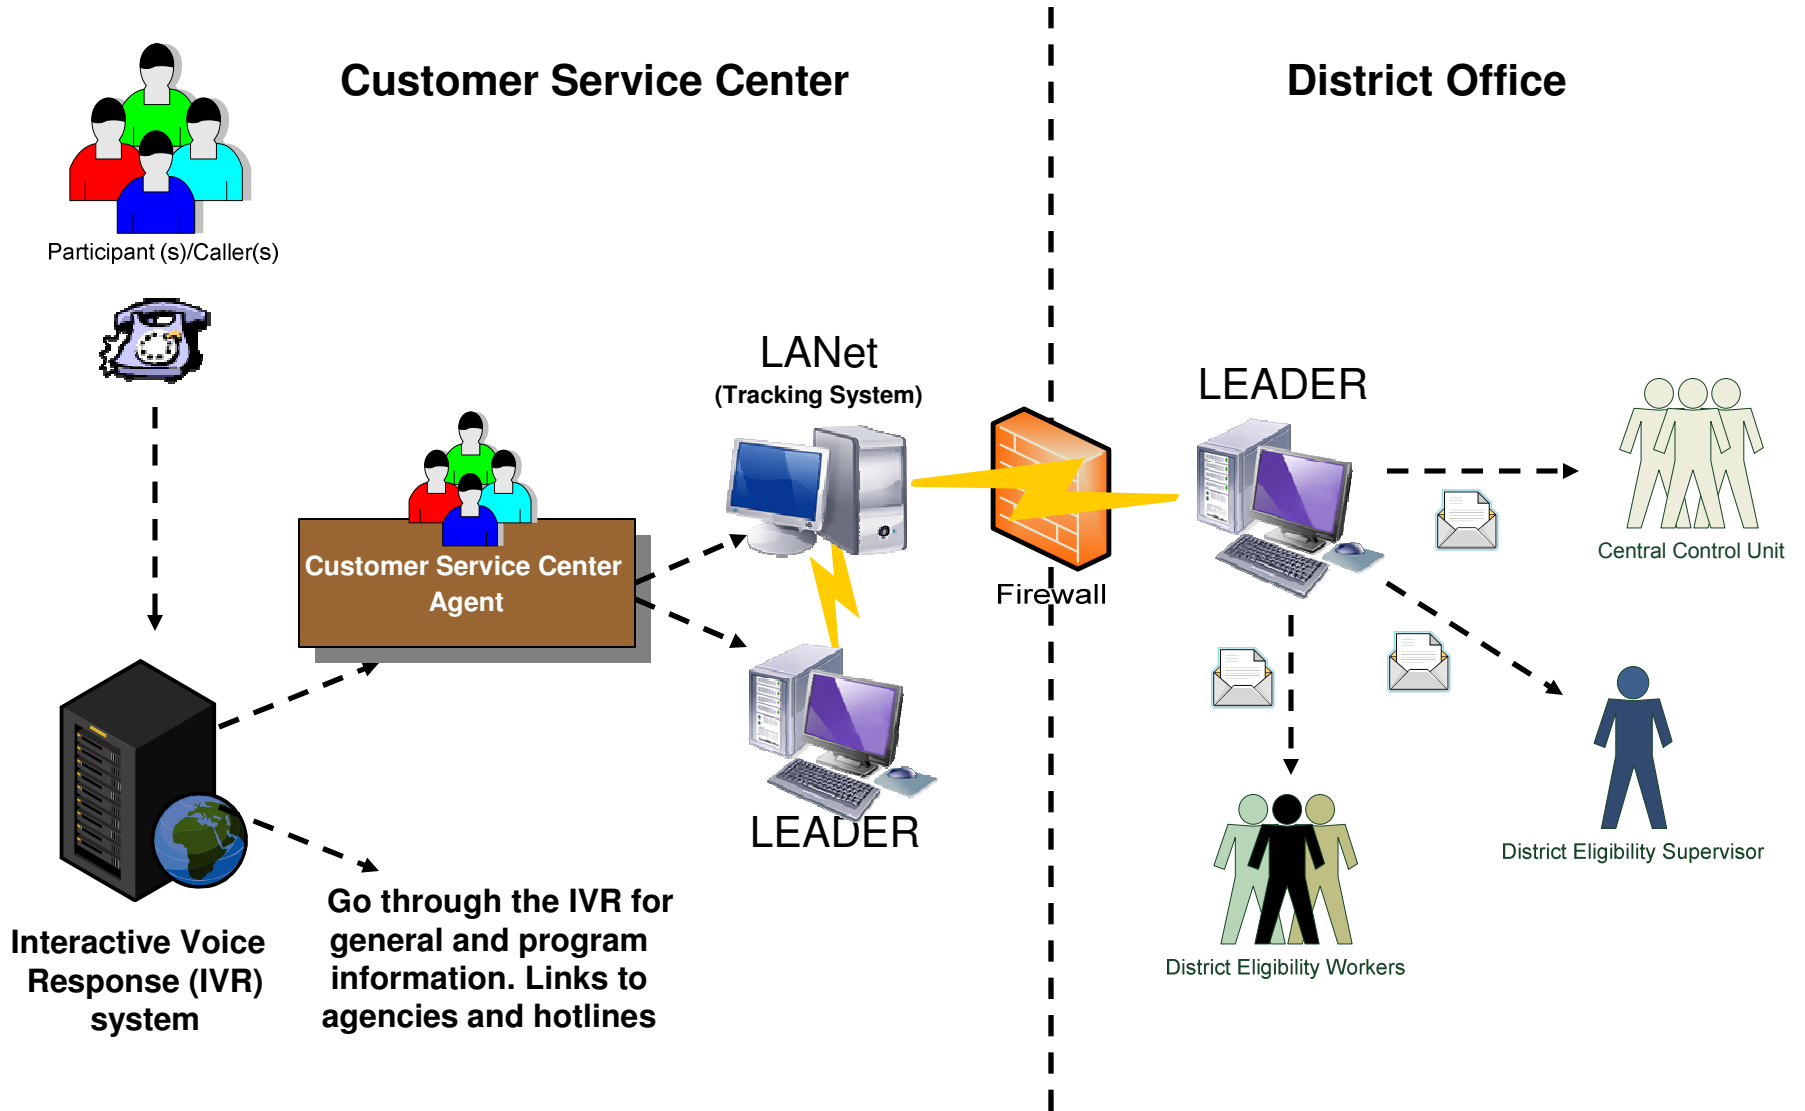 Customer Service Center
District Office
Participant (s)/Caller(s)
LANet
(Tracking System)
LEADER
Customer Service Center
Agent
Firewall
Central Control Unit
LEADER
District Eligibility Supervisor
Go through the IVR for
general and program
information. Links to
agencies and hotlines
Interactive Voice
Response (IVR)
system
District Eligibility Workers